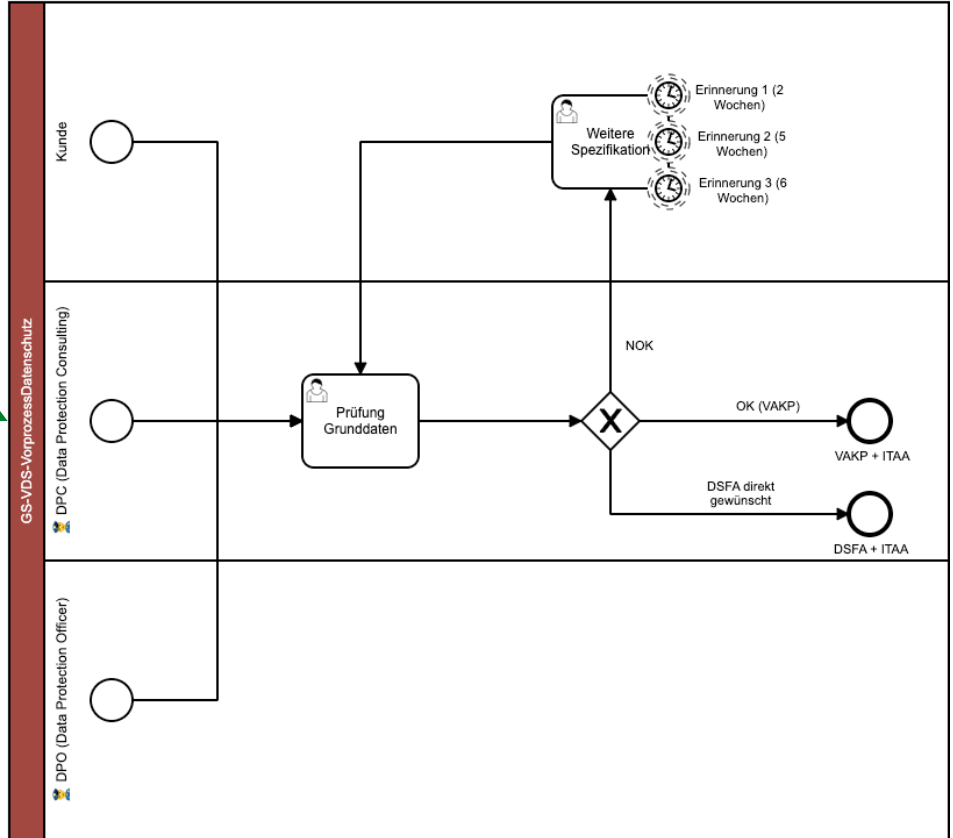 GS-VDS-VorprozessDatenschutz
Kunde
Weitere
Spezifikation
Erinnerung 1 (2
Wochen)
Erinnerung 2 (5
Wochen)
Erinnerung 3 (6
Wochen)
DPC (Data Protection Consulting)
Prüfung
Grunddaten
NOK
X
OK (VAKP)
VAKP + ITAA
DSFA direkt
gewünscht
DSFA + ITAA
DPO (Data Protection Officer)